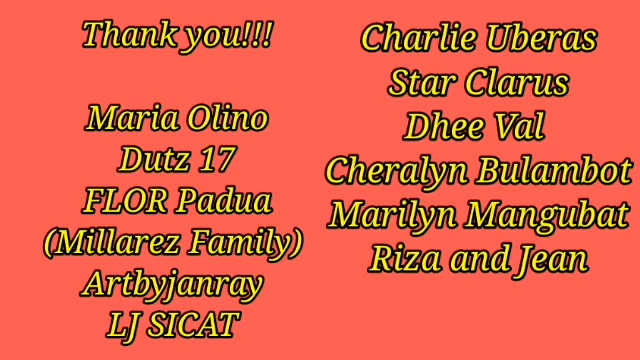 Thank you!!!
Maria Olino
Dutz 17
FLOR Padua
(Millarez Family)
Artbyjanray
LJ SICAT
Charlie Uberas
Star Clarus
Dhee Val
Cheralyn Bulambot
Marilyn Mangubat
Riza and Jean